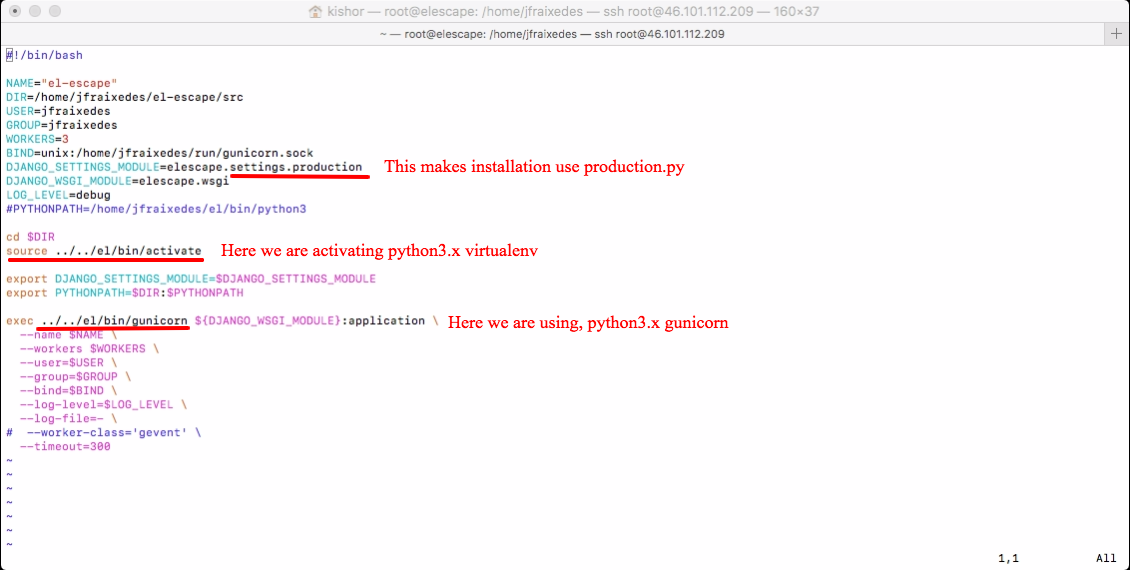 kishor — root@elescape: /home/jfraixedes — ssh root@46.101.112.209 — 160×37
~ — root@elescape: /home/jfraixedes — ssh root@46.101.112.209 +
#!/bin/bash
NAME="el-escape"
DIR=/home/jfraixedes/el-escape/src
USER=jfraixedes
GROUP=jfraixedes
WORKERS=3
BIND=unix:/home/jfraixedes/run/gunicorn.sock
DJANGO_SETTINGS_MODULE=elescape.settings.production This makes installation use production.py
DJANGO_WSGI_MODULE=elescape.wsgi
LOG_LEVEL=debug
#PYTHONPATH=/home/jfraixedes/el/bin/python3
cd $DIR
source ../../el/bin/activate Here we are activating python3.x virtualenv
export DJANGO_SETTINGS_MODULE=$DJANGO_SETTINGS_MODULE
export PYTHONPATH=$DIR:$PYTHONPATH
exec ../../el/bin/gunicorn ${DJANGO_WSGI_MODULE}:application \ Here we are using, python3.x gunicorn
--name $NAME \
--workers $WORKERS \
--user=$USER \
--group=$GROUP \
--bind=$BIND \
--log-level=$LOG_LEVEL \
--log-file=- \
# --worker-class='gevent' \
--timeout=300
~
~
~
~
~
~
~
1,1 All